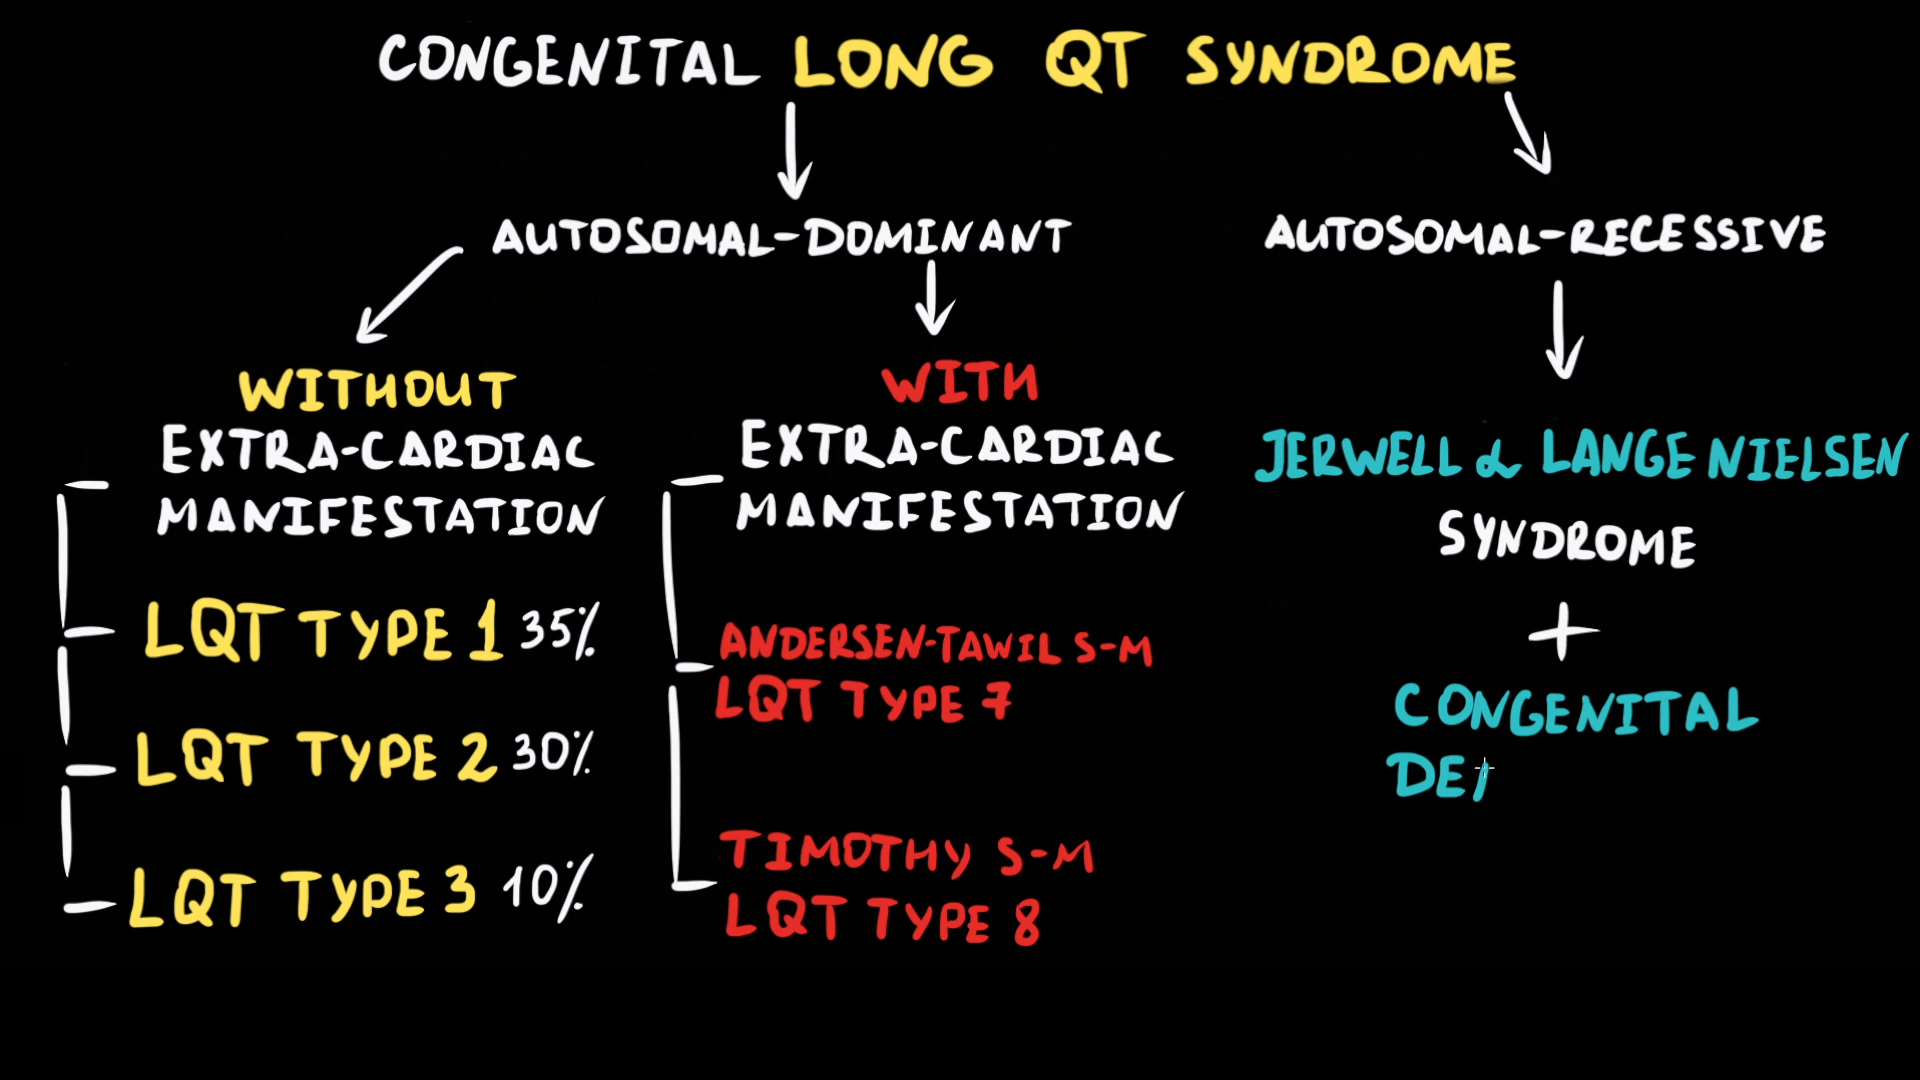 CONGENITAL LONG QT SYNDROME
AUTOSOMAL-DOMINANT
AUTOSOMAL-RECESSIVE
WITHOUT
EXTRA-CARDIAC
MANIFESTATION
LQT TYPE 1 35%
LQT TYPE 2 30%
LQT TYPE 3 10%
WITH
EXTRA-CARDIAC
MANIFESTATION
ANDERSEN-TAWIL S-M
LQT TYPE 7
TIMOTHY S-M
LQT TYPE 8
JERWELL & LANGE NIELSEN
SYNDROME
+
CONGENITAL
DE